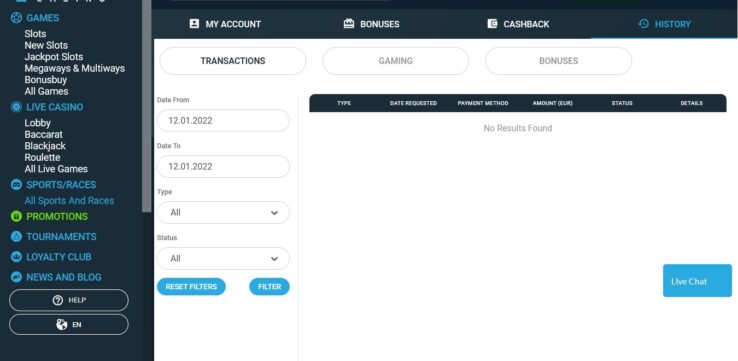 GAMES
Slots
New Slots
Jackpot Slots
Megaways & Multiways
Bonusbuy
All Games
LIVE CASINO
Lobby
Baccarat
Blackjack
Roulette
All Live Games
SPORTS/RACES
All Sports And Races
PROMOTIONS
TOURNAMENTS
LOYALTY CLUB
NEWS AND BLOG
HELP
EN
MY ACCOUNT BONUSES CASHBACK HISTORY
TRANSACTIONS GAMING BONUSES
Date From
12.01.2022
Date To
12.01.2022
Type
All
Status
All
RESET FILTERS FILTER
TYPE DATE REQUESTED PAYMENT METHOD AMOUNT (EUR) STATUS DETAILS
No Results Found
Live Chat